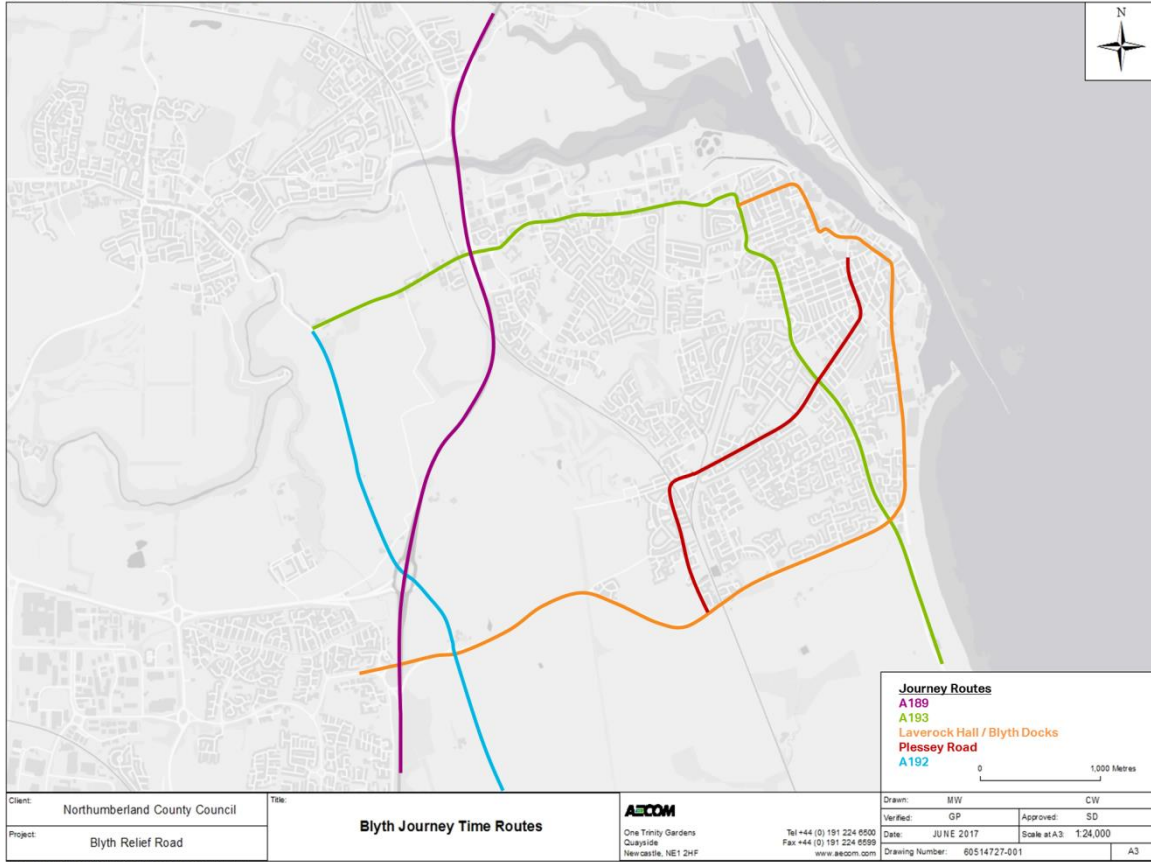 N
Journey Routes
A189
A193
Laverock Hall / Blyth Docks
Plessey Road
A192
0 1,000 Metres
Client:
Northumberland County Council
Project:
Blyth Relief Road
Title:
Blyth Journey Time Routes
AECOM
One Trinity Gardens
Quayside
Newcastle, NE1 2HF
Tel +44 (0) 191 224 6500
Fax +44 (0) 191 224 6599
www.aecom.com
Drawn: MW CW
Verified: GP Approved: SD
Date: JUNE 2017 Scale at A3: 1:24,000
Drawing Number: 60514727-001 A3